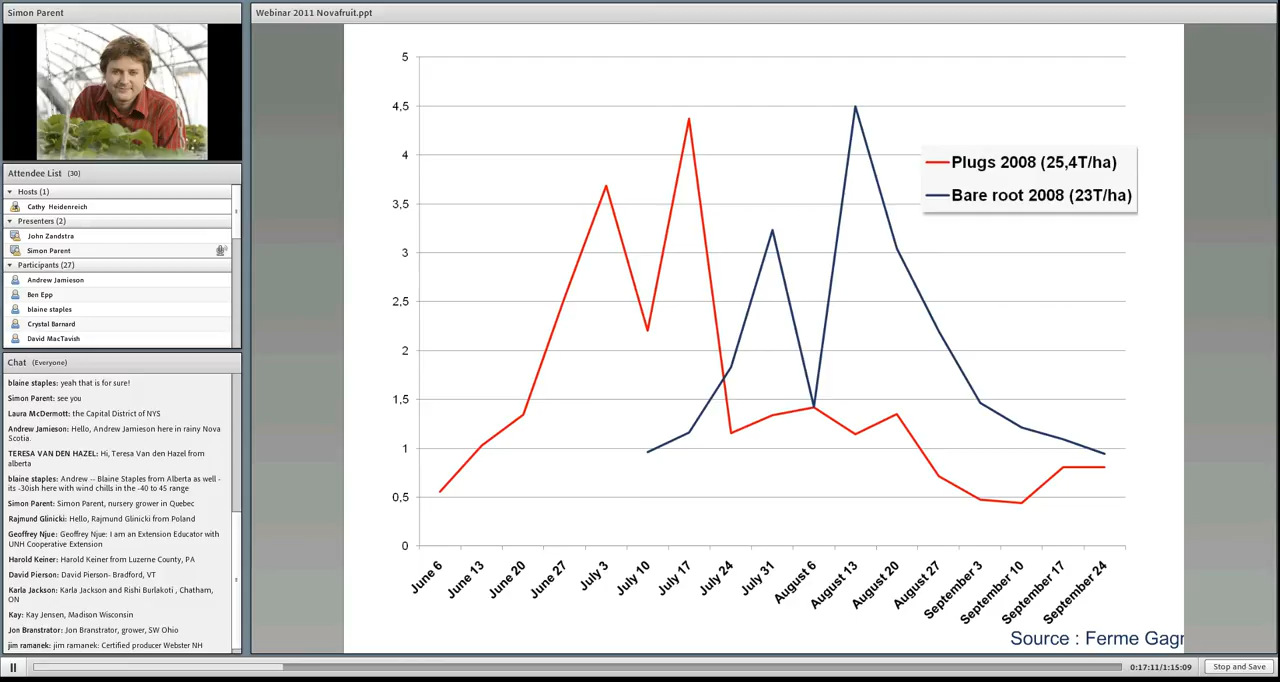 Simon Parent
Webinar 2011 Novafruit.ppt
Attendee List (30)
Hosts (1)
Cathy Heidenreich
Presenters (2)
John Zandstra
Simon Parent
Participants (27)
Andrew Jamieson
Ben Epp
blaine staples
Crystal Barnard
David MacTavish
Chat (Everyone)
blaine staples: yeah that is for sure!
Simon Parent: see you
Laura McDermott: the Capital District of NYS
Andrew Jamieson: Hello, Andrew Jamieson here in rainy Nova
Scotia.
TERESA VAN DEN HAZEL: Hi, Teresa Van den Hazel from
alberta
blaine staples: Andrew -- Blaine Staples from Alberta as well -
its -30ish here with wind chills in the -40 to 45 range
Simon Parent: Simon Parent, nursery grower in Quebec
Rajmund Glinicki: Hello, Rajmund Glinicki from Poland
Geoffrey Njue: Geoffrey Njue: I am an Extension Educator with
UNH Cooperative Extension
Harold Keiner: Harold Keiner from Luzerne County, PA
David Pierson: David Pierson- Bradford, VT
Karla Jackson: Karla Jackson and Rishi Burlakoti , Chatham,
ON
Kay: Kay Jensen, Madison Wisconsin
Jon Branstrator: Jon Branstrator, grower, SW Ohio
jim ramanek: jim ramanek: Certified producer Webster NH
5
4,5
4
3,5
3
2,5
2
1,5
1
0,5
0
Plugs 2008 (25,4T/ha)
Bare root 2008 (23T/ha)
June 6
June 13
June 20
June 27
July 3
July 10
July 17
July 24
July 31
August 6
August 13
August 20
August 27
September 3
September 10
September 17
September 24
Source : Ferme Gagr
0:17:11/1:15:09
Stop and Save